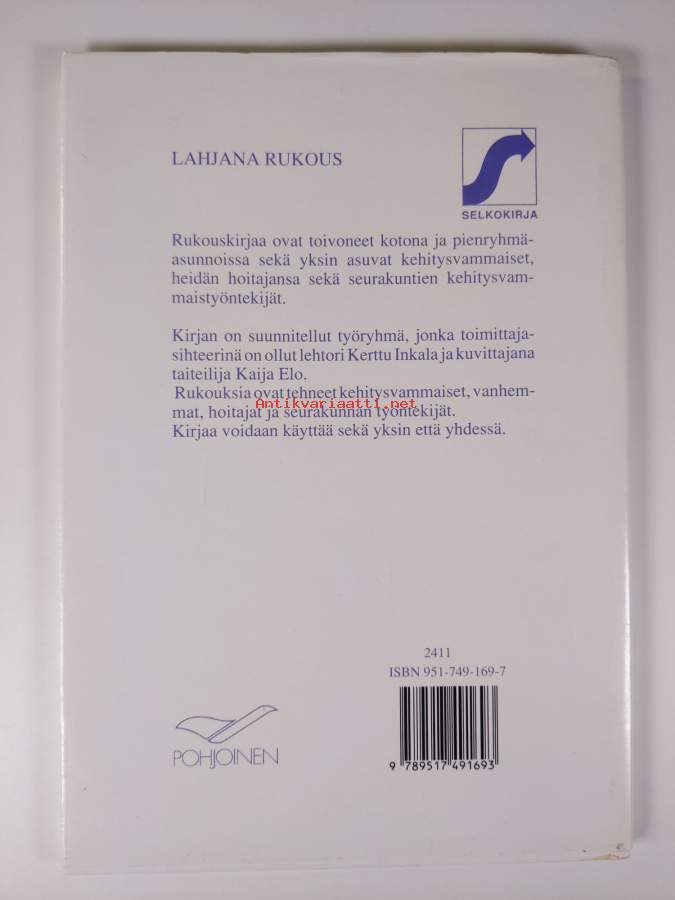 LAHJANA RUKOUS
SELKOKIRJA
Rukouskirjaa ovat toivoneet kotona ja pienryhmä-
asunnoissa sekä yksin asuvat kehitysvammaiset,
heidän hoitajansa sekä seurakuntien kehitysvam-
maistyöntekijät.
Kirjan on suunnitellut työryhmä, jonka toimittaja-
sihteerinä on ollut lehtori Kerttu Inkala ja kuvittajana
taiteilija Kaija Elo.
Rukouksia ovat tehneet kehitysvammaiset, vanhem-
Antikvariaatti.net
mat, hoitajat ja seurakunnan työntekijät.
Kirjaa voidaan käyttää sekä yksin että yhdessä.
2411
ISBN 951-749-169-7
9 789517 491693
POHJOINEN